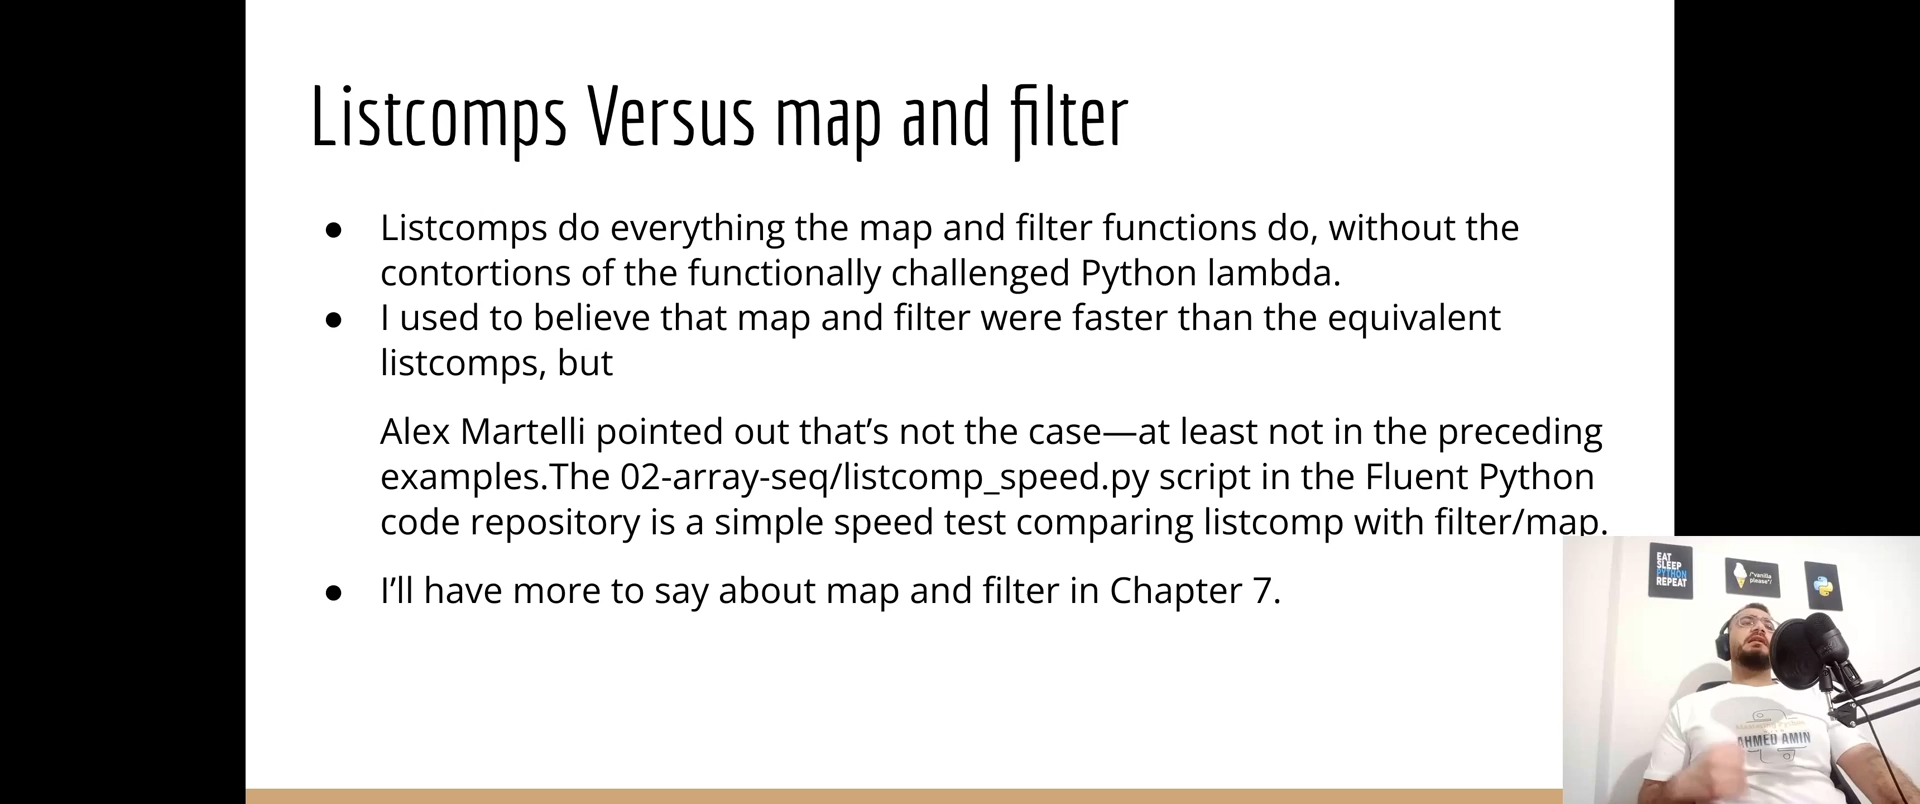 Listcomps Versus map and filter
● Listcomps do everything the map and filter functions do, without the
contortions of the functionally challenged Python lambda.
● I used to believe that map and filter were faster than the equivalent
listcomps, but
Alex Martelli pointed out that’s not the case—at least not in the preceding
examples.The 02-array-seq/listcomp_speed.py script in the Fluent Python
code repository is a simple speed test comparing listcomp with filter/map.
● I’ll have more to say about map and filter in Chapter 7.
EAT
SLEEP
PYTHON
REPEAT
/*vanilla
please*/
AHMED AMIN